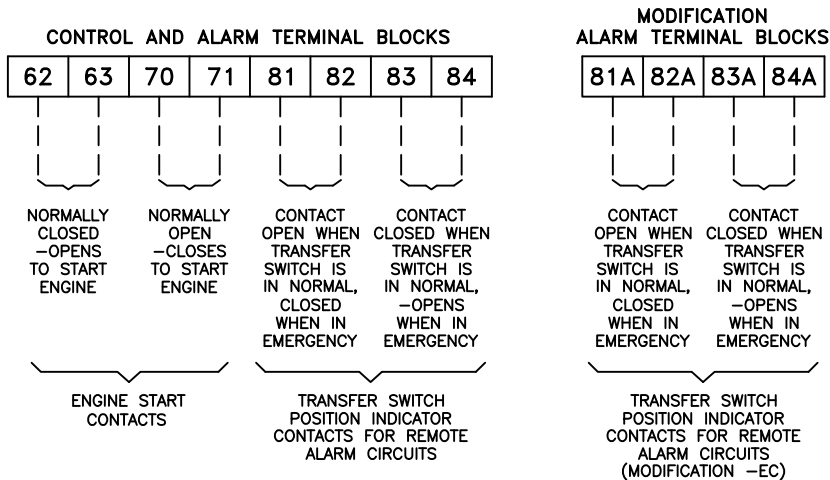 CONTROL AND ALARM TERMINAL BLOCKS
62 63 70 71 81 82 83 84
NORMALLY
CLOSED
–OPENS
TO START
ENGINE
NORMALLY
OPEN
–CLOSES
TO START
ENGINE
CONTACT
OPEN WHEN
TRANSFER
SWITCH IS
IN NORMAL,
CLOSED
WHEN IN
EMERGENCY
CONTACT
CLOSED WHEN
TRANSFER
SWITCH IS
IN NORMAL,
–OPENS
WHEN IN
EMERGENCY
ENGINE START
CONTACTS
TRANSFER SWITCH
POSITION INDICATOR
CONTACTS FOR REMOTE
ALARM CIRCUITS
MODIFICATION
ALARM TERMINAL BLOCKS
81A 82A 83A 84A
CONTACT
OPEN WHEN
TRANSFER
SWITCH IS
IN NORMAL,
CLOSED
WHEN IN
EMERGENCY
CONTACT
CLOSED WHEN
TRANSFER
SWITCH IS
IN NORMAL,
–OPENS
WHEN IN
EMERGENCY
TRANSFER SWITCH
POSITION INDICATOR
CONTACTS FOR REMOTE
ALARM CIRCUITS
(MODIFICATION –EC)